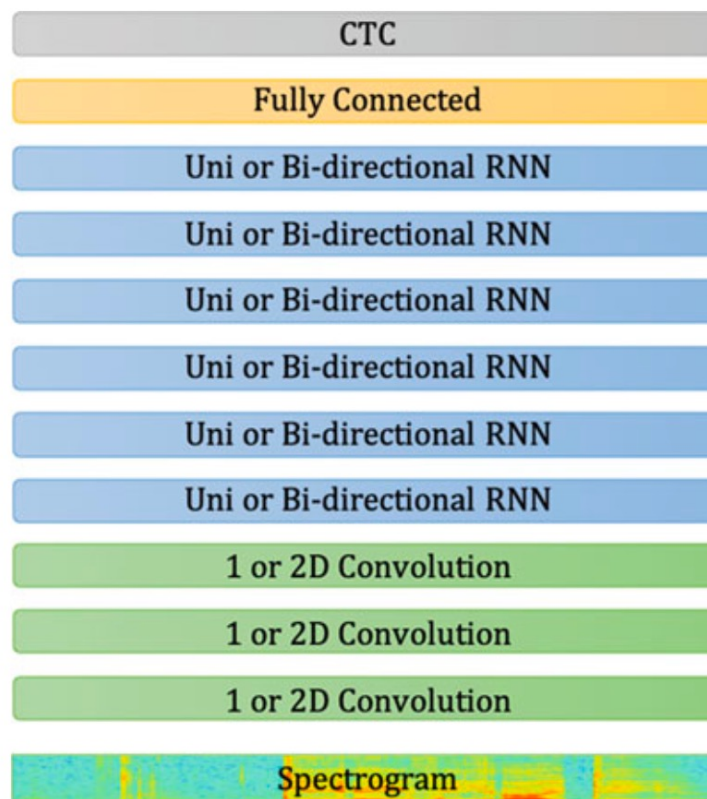 CTC
Fully Connected
Uni or Bi-directional RNN
Uni or Bi-directional RNN
Uni or Bi-directional RNN
Uni or Bi-directional RNN
Uni or Bi-directional RNN
Uni or Bi-directional RNN
1 or 2D Convolution
1 or 2D Convolution
1 or 2D Convolution
Spectrogram